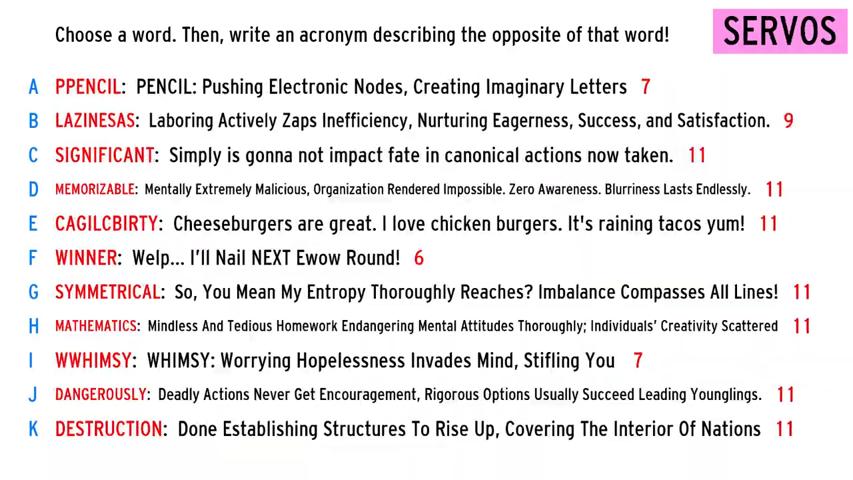 Choose a word. Then, write an acronym describing the opposite of that word!
SERVOS
A PPENCIL: PENCIL: Pushing Electronic Nodes, Creating Imaginary Letters 7
B LAZINESAS: Laboring Actively Zaps Inefficiency, Nurturing Eagerness, Success, and Satisfaction. 9
C SIGNIFICANT: Simply is gonna not impact fate in canonical actions now taken. 11
D MEMORIZABLE: Mentally Extremely Malicious, Organization Rendered Impossible. Zero Awareness. Blurriness Lasts Endlessly. 11
E CAGILCBIRTY: Cheeseburgers are great. I love chicken burgers. It's raining tacos yum! 11
F WINNER: Welp... I'll Nail NEXT Ewow Round! 6
G SYMMETRICAL: So, You Mean My Entropy Thoroughly Reaches? Imbalance Compasses All Lines! 11
H MATHEMATICS: Mindless And Tedious Homework Endangering Mental Attitudes Thoroughly; Individuals' Creativity Scattered 11
I WWHIMSY: WHIMSY: Worrying Hopelessness Invades Mind, Stifling You 7
J DANGEROUSLY: Deadly Actions Never Get Encouragement, Rigorous Options Usually Succeed Leading Younglings. 11
K DESTRUCTION: Done Establishing Structures To Rise Up, Covering The Interior Of Nations 11